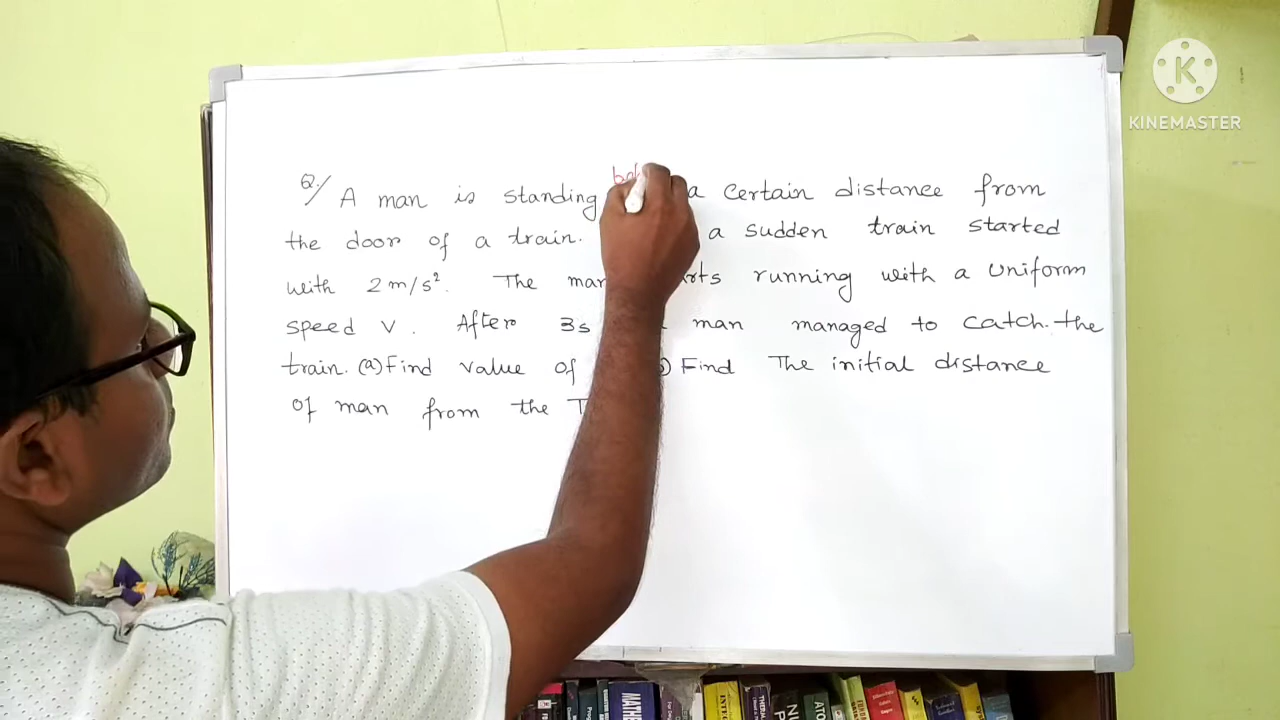 KINEMASTER
Q./ A man is standing a certain distance from
the door of a train. a sudden train started
with 2 m/s². The man running with a uniform
speed v. After 3s man managed to catch. the
train. (a) Find value of Find The initial distance
of man from the